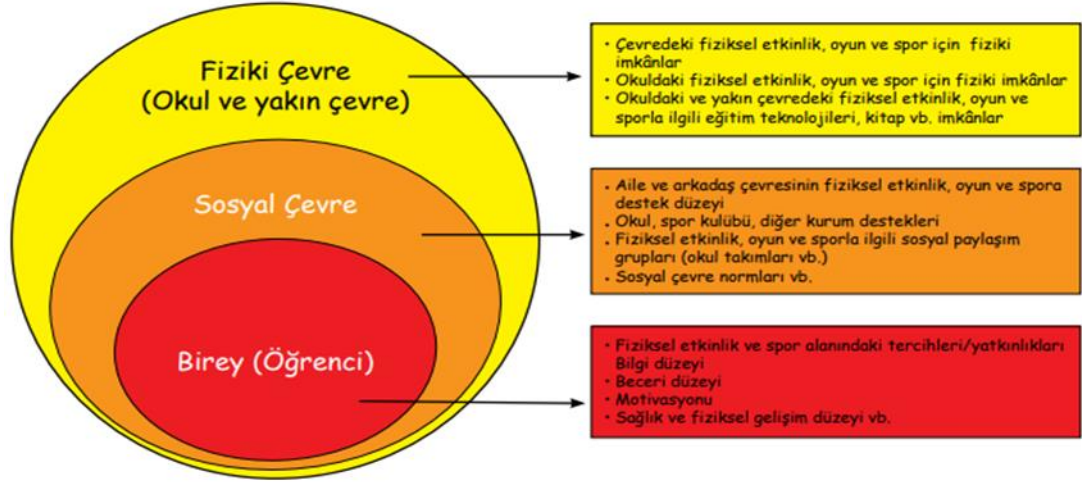 Fiziki Çevre
(Okul ve yakın çevre)
Sosyal Çevre
Birey (Öğrenci)
• Çevredeki fiziksel etkinlik, oyun ve spor için fiziki
imkânlar
• Okuldaki fiziksel etkinlik, oyun ve spor için fiziki imkânlar
• Okuldaki ve yakın çevredeki fiziksel etkinlik, oyun ve
sporla ilgili eğitim teknolojileri, kitap vb. imkânlar
• Aile ve arkadaş çevresinin fiziksel etkinlik, oyun ve spora
destek düzeyi
• Okul, spor kulübü, diğer kurum destekleri
• Fiziksel etkinlik, oyun ve sporla ilgili sosyal paylaşım
grupları (okul takımları vb.)
• Sosyal çevre normları vb.
• Fiziksel etkinlik ve spor alanındaki tercihleri/yatkınlıkları
Bilgi düzeyi
• Beceri düzeyi
• Motivasyonu
• Sağlık ve fiziksel gelişim düzeyi vb.